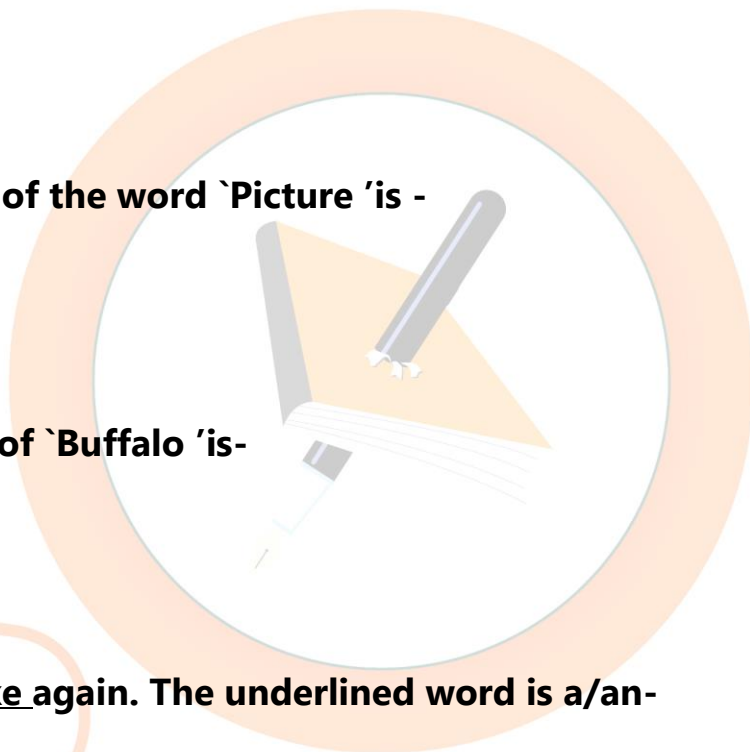 of the word `Picture ’is -
of `Buffalo ’is-
again. The underlined word is a/an-